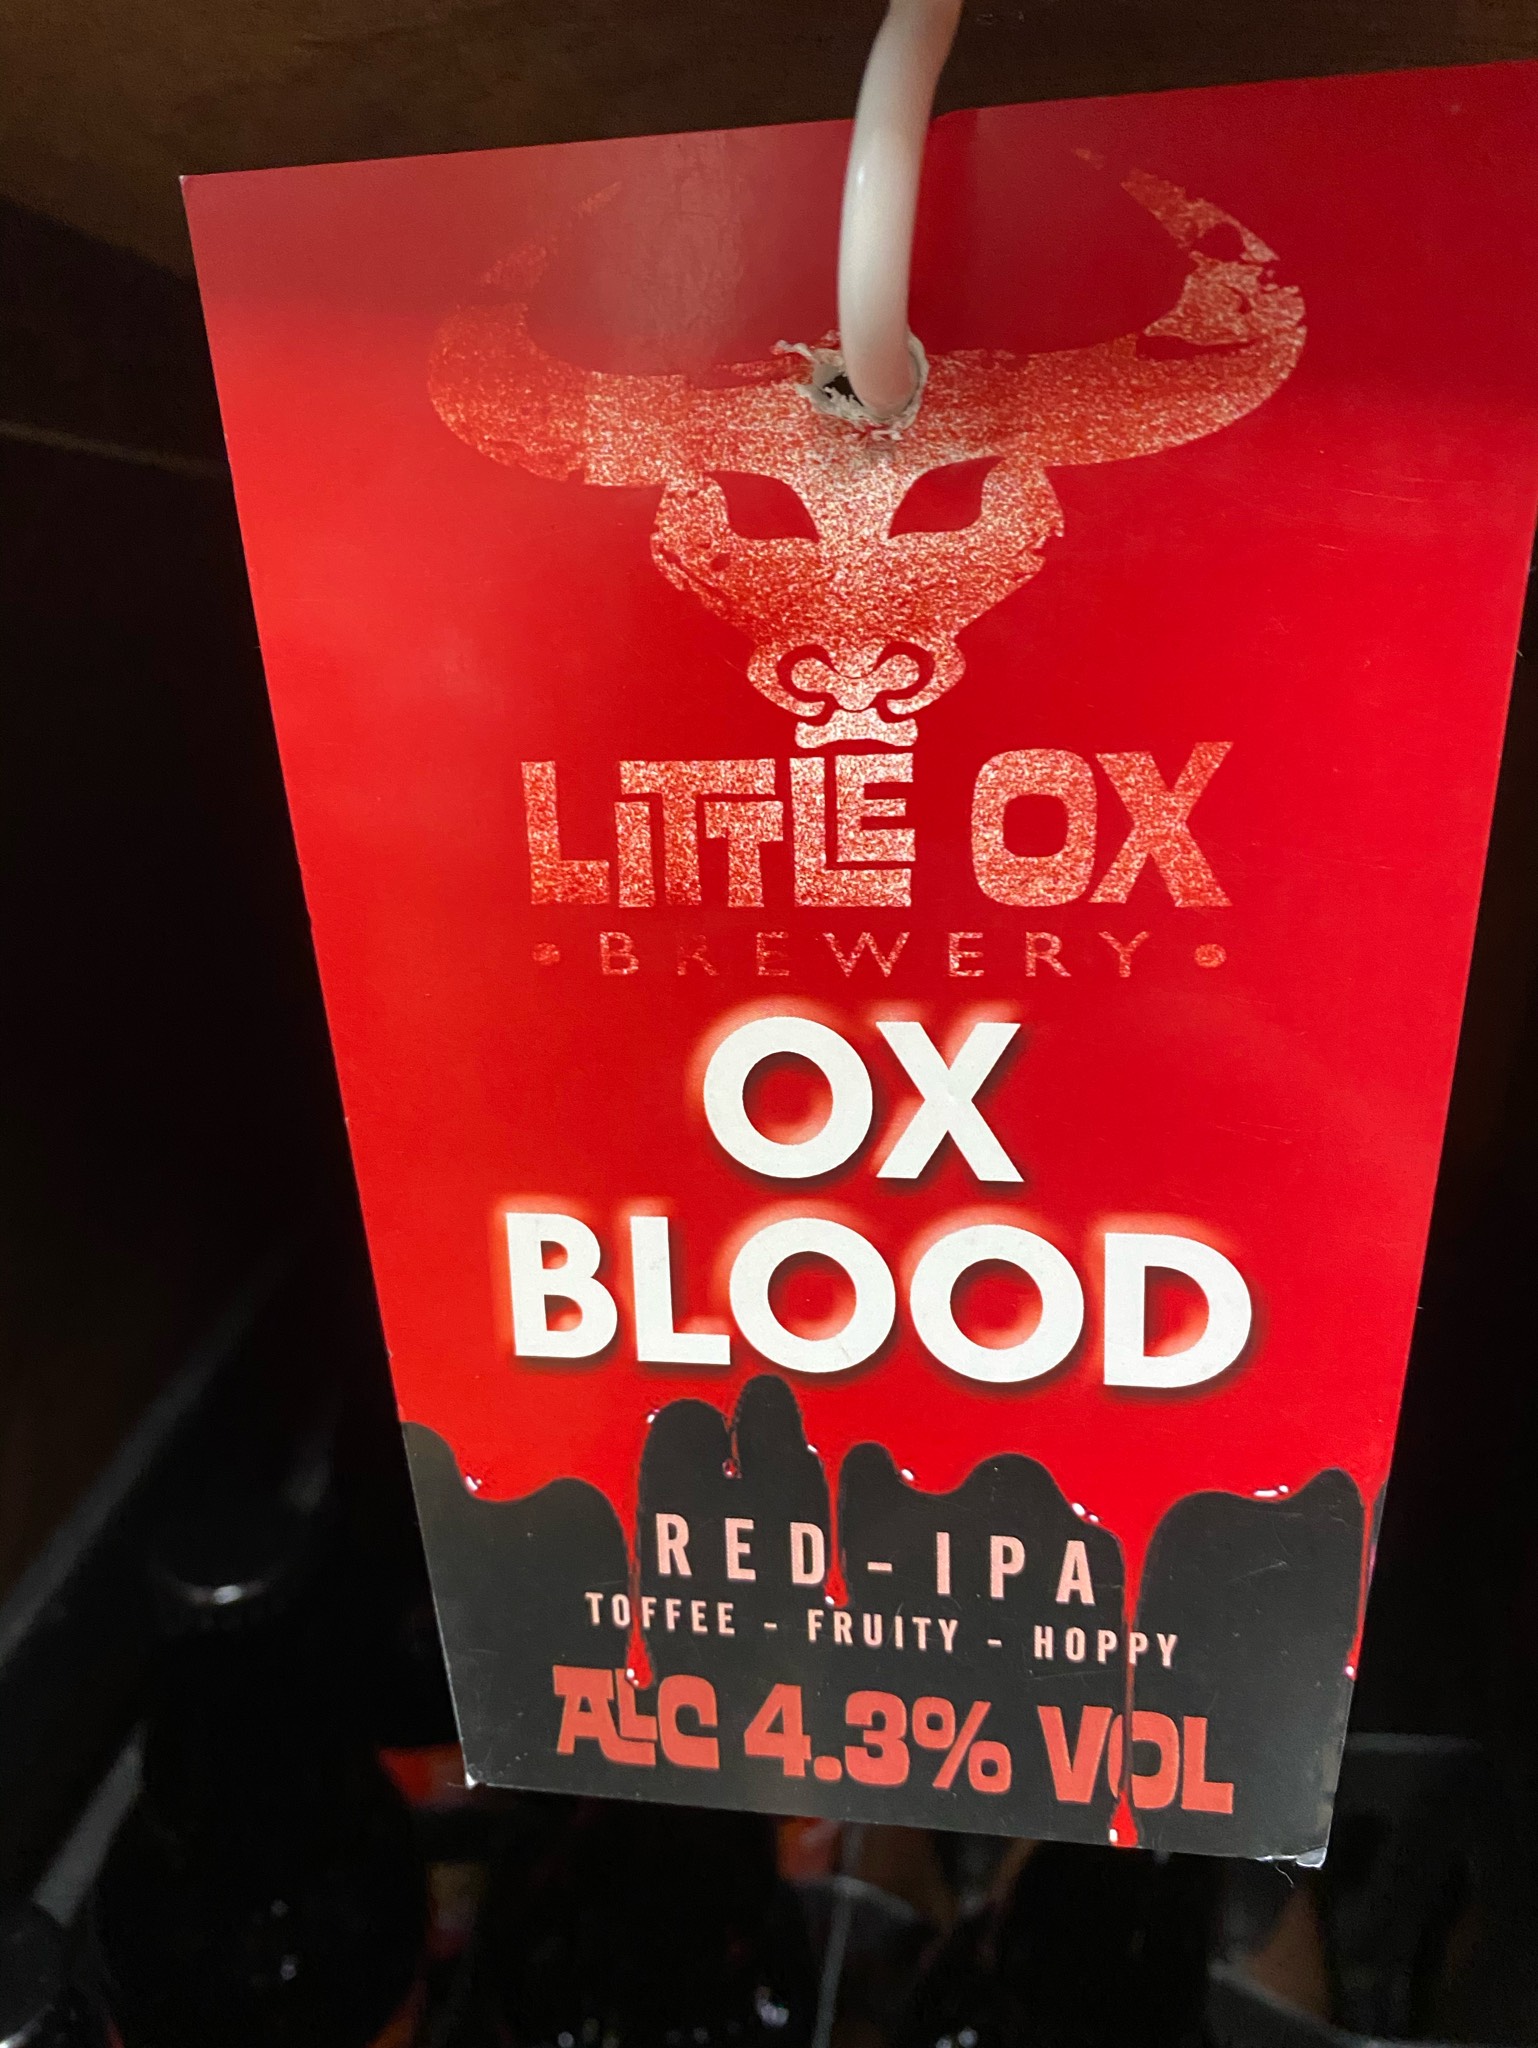 LITTLE OX
• BREWERY •
OX
BLOOD
RED - IPA
TOFFEE - FRUITY - HOPPY
ALC 4.3% VOL